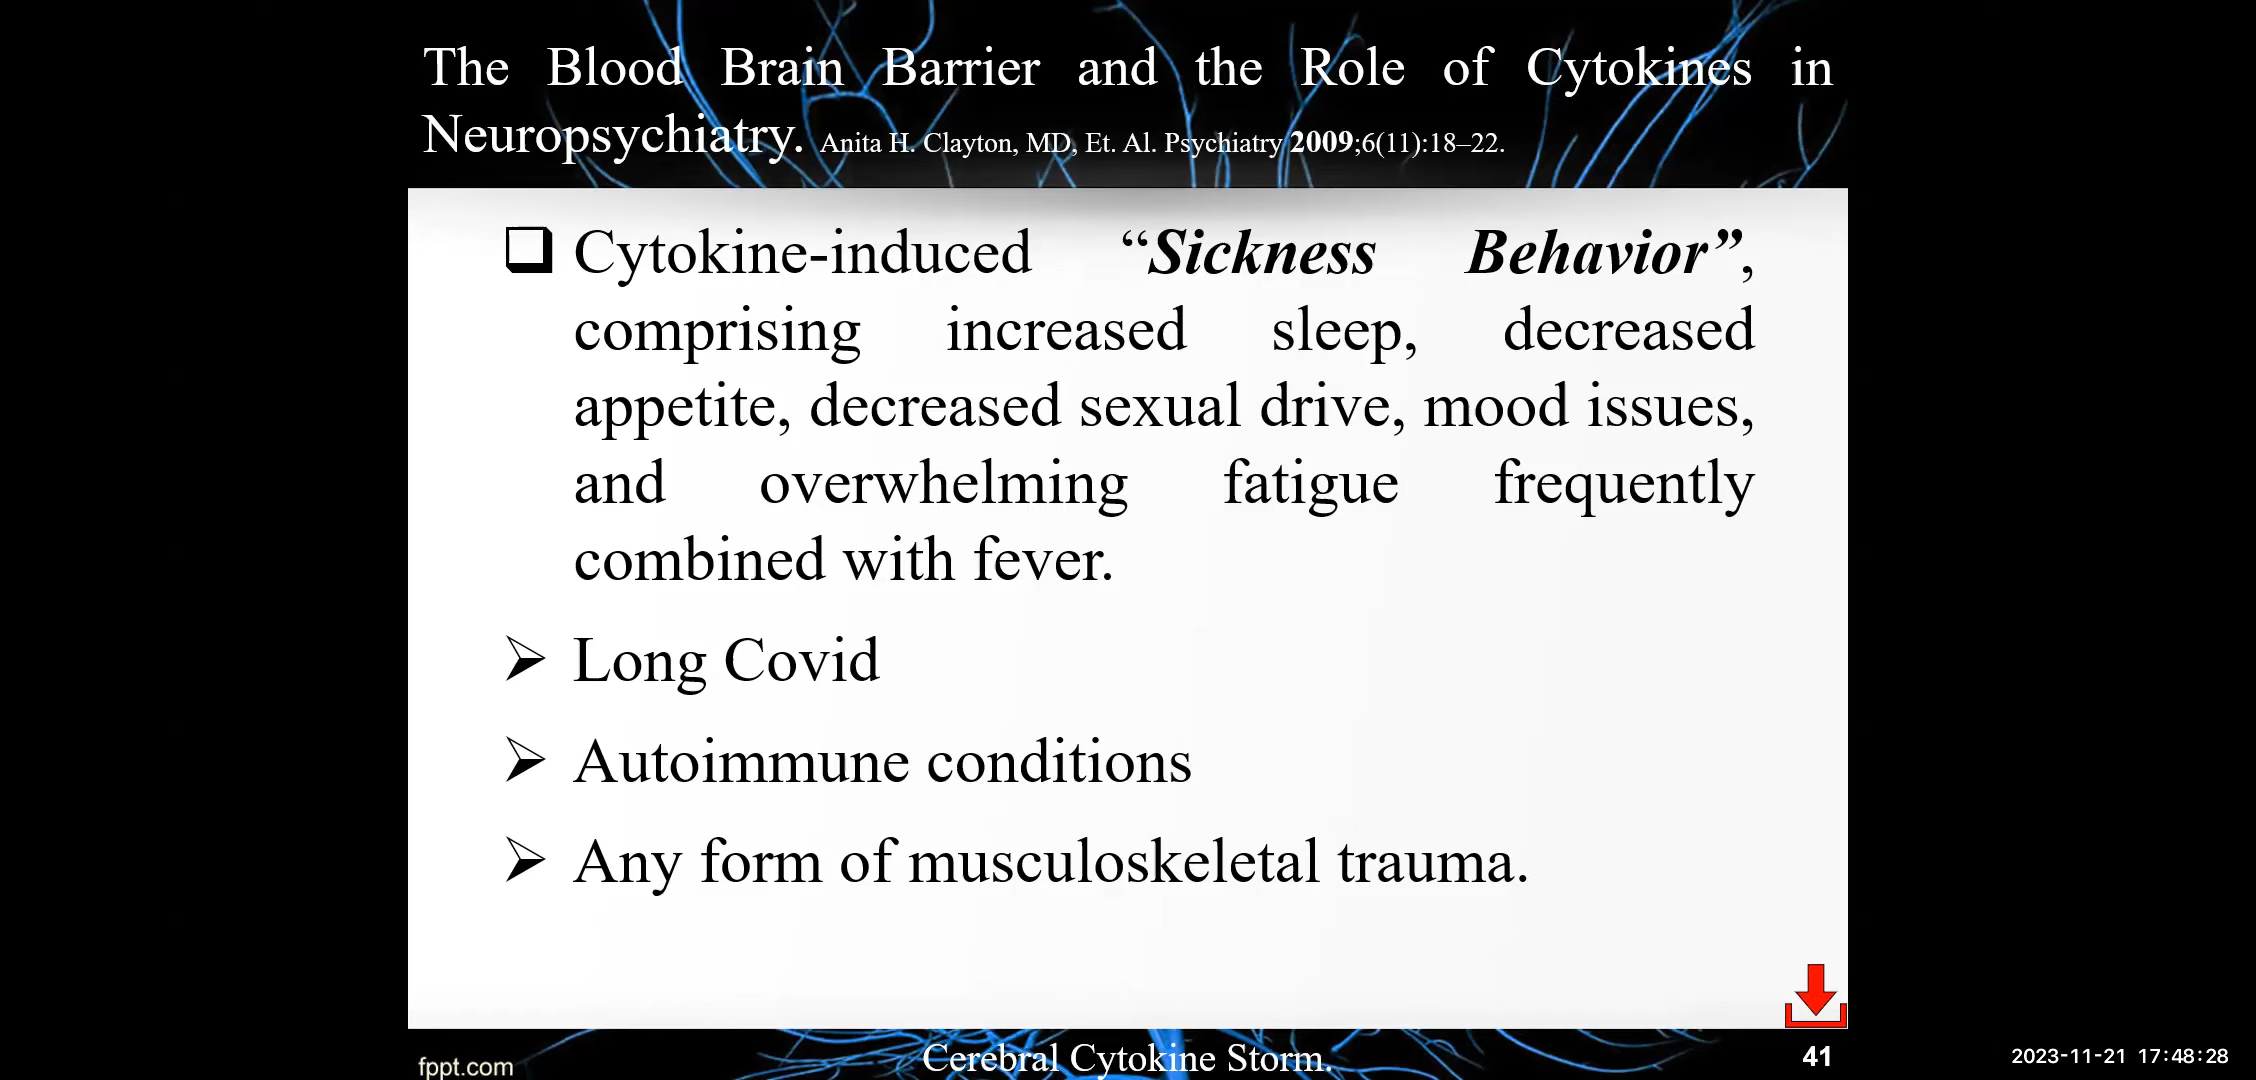 The Blood Brain Barrier and the Role of Cytokines in
Neuropsychiatry. Anita H. Clayton, MD, Et. Al. Psychiatry 2009;6(11):18–22.
❑ Cytokine-induced “Sickness Behavior”,
comprising increased sleep, decreased
appetite, decreased sexual drive, mood issues,
and overwhelming fatigue frequently
combined with fever.
➢ Long Covid
➢ Autoimmune conditions
➢ Any form of musculoskeletal trauma.
fppt.com
Cerebral Cytokine Storm.
41
2023-11-21 17:48:28